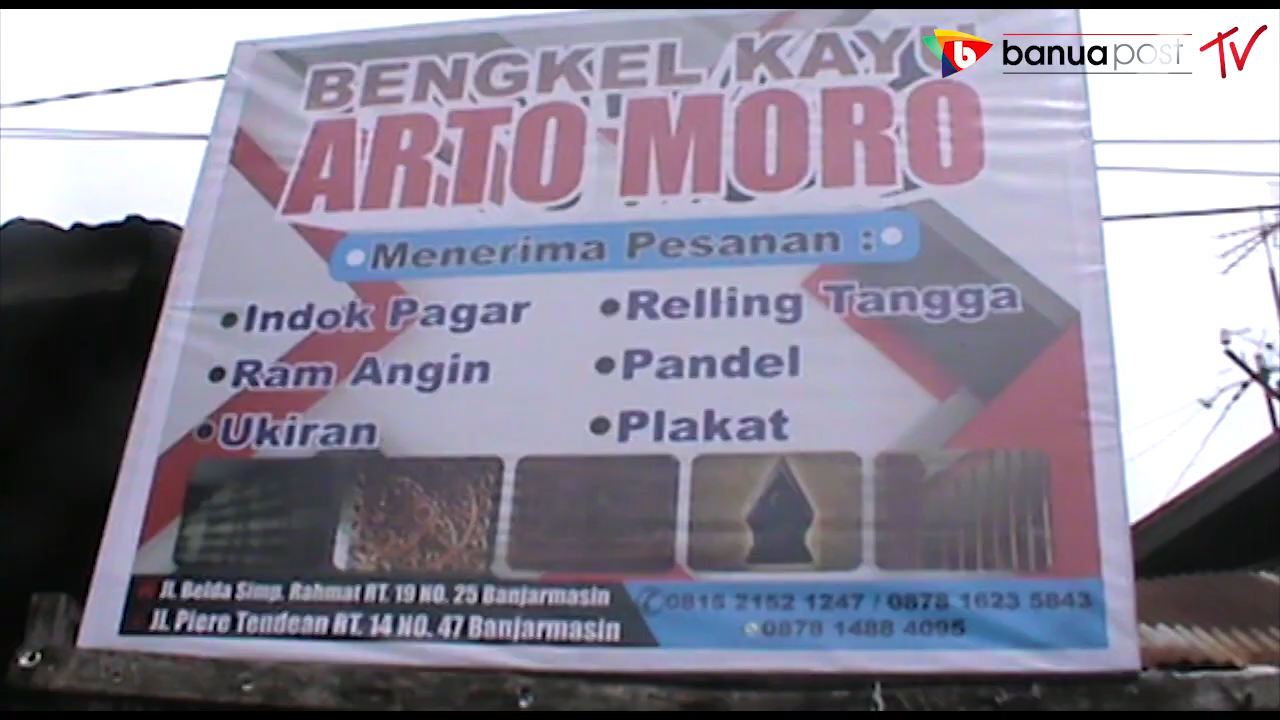 banuapost TV
BENGKEL KAYU
ARTO MORO
Menerima Pesanan :
•Indok Pagar
•Relling Tangga
•Ram Angin
•Pandel
•Ukiran
•Plakat
JL. Belda Simp. Rahmat RT. 19 NO. 25 Banjarmasin
JL. Piere Tendean RT. 14 NO. 47 Banjarmasin
0815 2152 1247 / 0878 1623 5843
0878 1488 4095